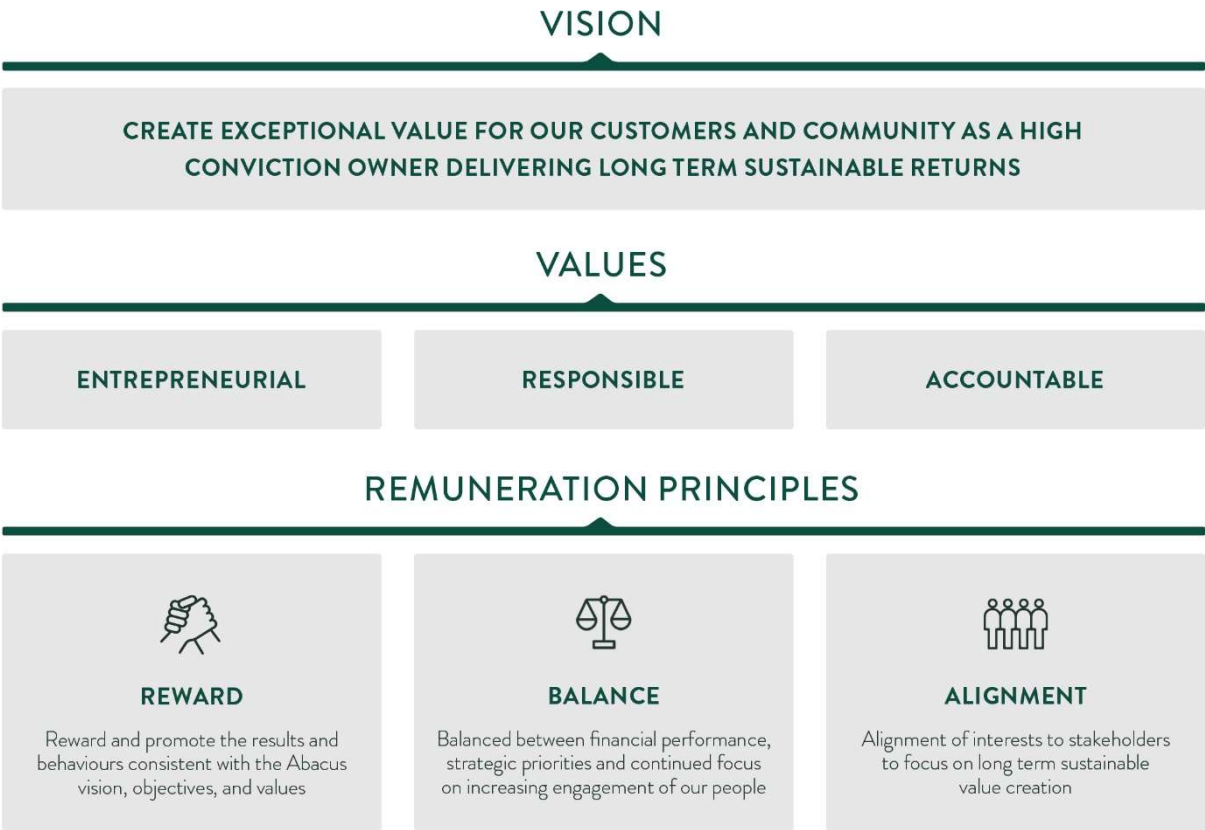 VISION
CREATE EXCEPTIONAL VALUE FOR OUR CUSTOMERS AND COMMUNITY AS A HIGH
CONVICTION OWNER DELIVERING LONG TERM SUSTAINABLE RETURNS
VALUES
ENTREPRENEURIAL
RESPONSIBLE
ACCOUNTABLE
REMUNERATION PRINCIPLES
REWARD
Reward and promote the results and
behaviours consistent with the Abacus
vision, objectives, and values
BALANCE
Balanced between financial performance,
strategic priorities and continued focus
on increasing engagement of our people
ALIGNMENT
Alignment of interests to stakeholders
to focus on long term sustainable
value creation